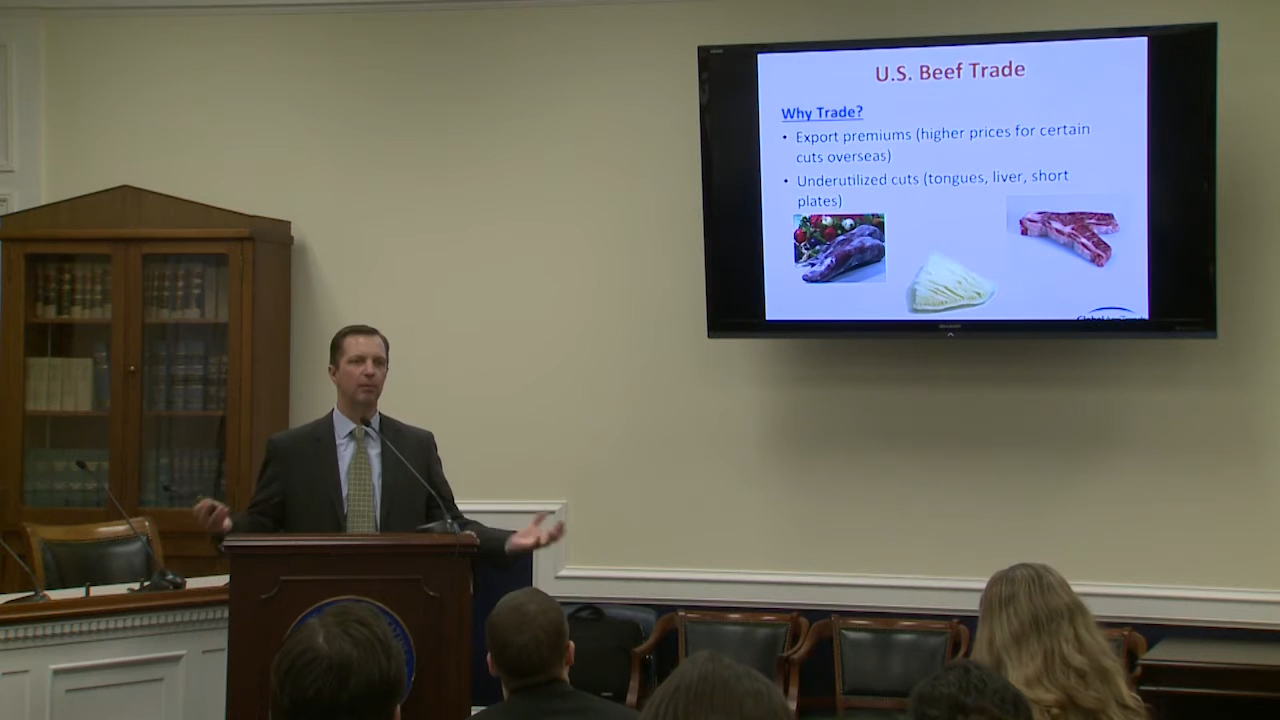 U.S. Beef Trade
Why Trade?
• Export premiums (higher prices for certain
cuts overseas)
• Underutilized cuts (tongues, liver, short
plates)